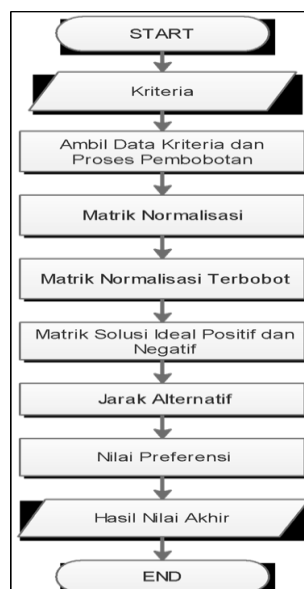 START
Kriteria
Ambil Data Kriteria dan
Proses Pembobotan
Matrik Normalisasi
Matrik Normalisasi Terbobot
Matrik Solusi Ideal Positif dan
Negatif
Jarak Alternatif
Nilai Preferensi
Hasil Nilai Akhir
END